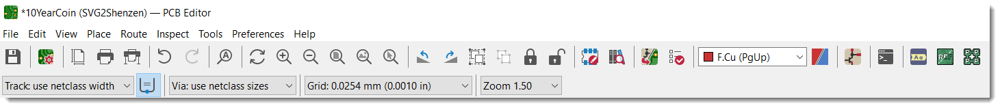 *10YearCoin (SVG2Shenzen) — PCB Editor
File Edit View Place Route Inspect Tools Preferences Help
F.Cu (PgUp)
Track: use netclass width Via: use netclass sizes Grid: 0.0254 mm (0.0010 in) Zoom 1.50